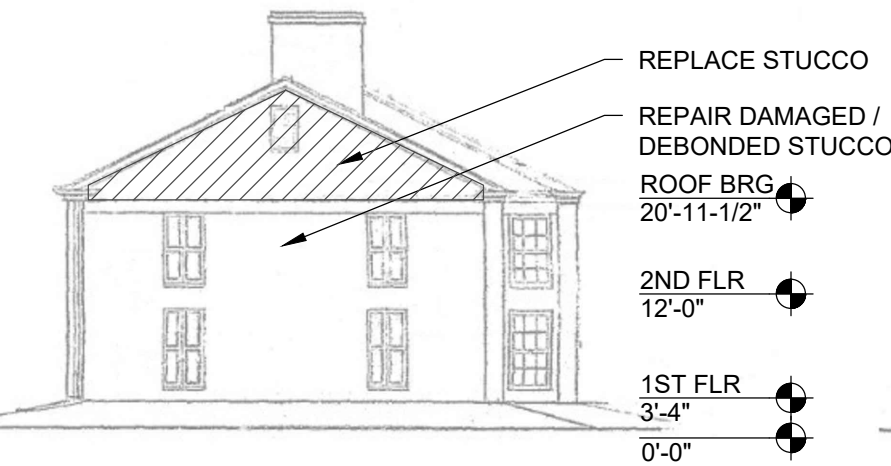 REPLACE STUCCO
REPAIR DAMAGED /
DEBONDED STUCCO
ROOF BRG
20'-11-1/2"
2ND FLR
12'-0"
1ST FLR
3'-4"
0'-0"